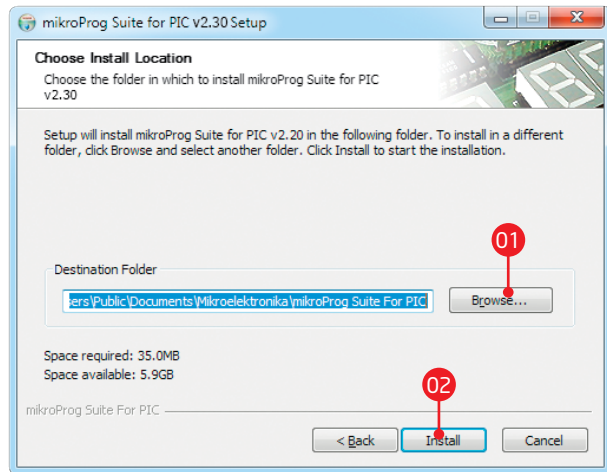 mikroProg Suite for PIC v2.30 Setup
Choose Install Location
Choose the folder in which to install mikroProg Suite for PIC
v2.30
Setup will install mikroProg Suite for PIC v2.20 in the following folder. To install in a different
folder, click Browse and select another folder. Click Install to start the installation.
01
Destination Folder
ers\Public\Documents\Mikroelektronika\mikroProg Suite For PIC
Browse...
Space required: 35.0MB
Space available: 5.9GB
02
mikroProg Suite For PIC
< Back
Install
Cancel